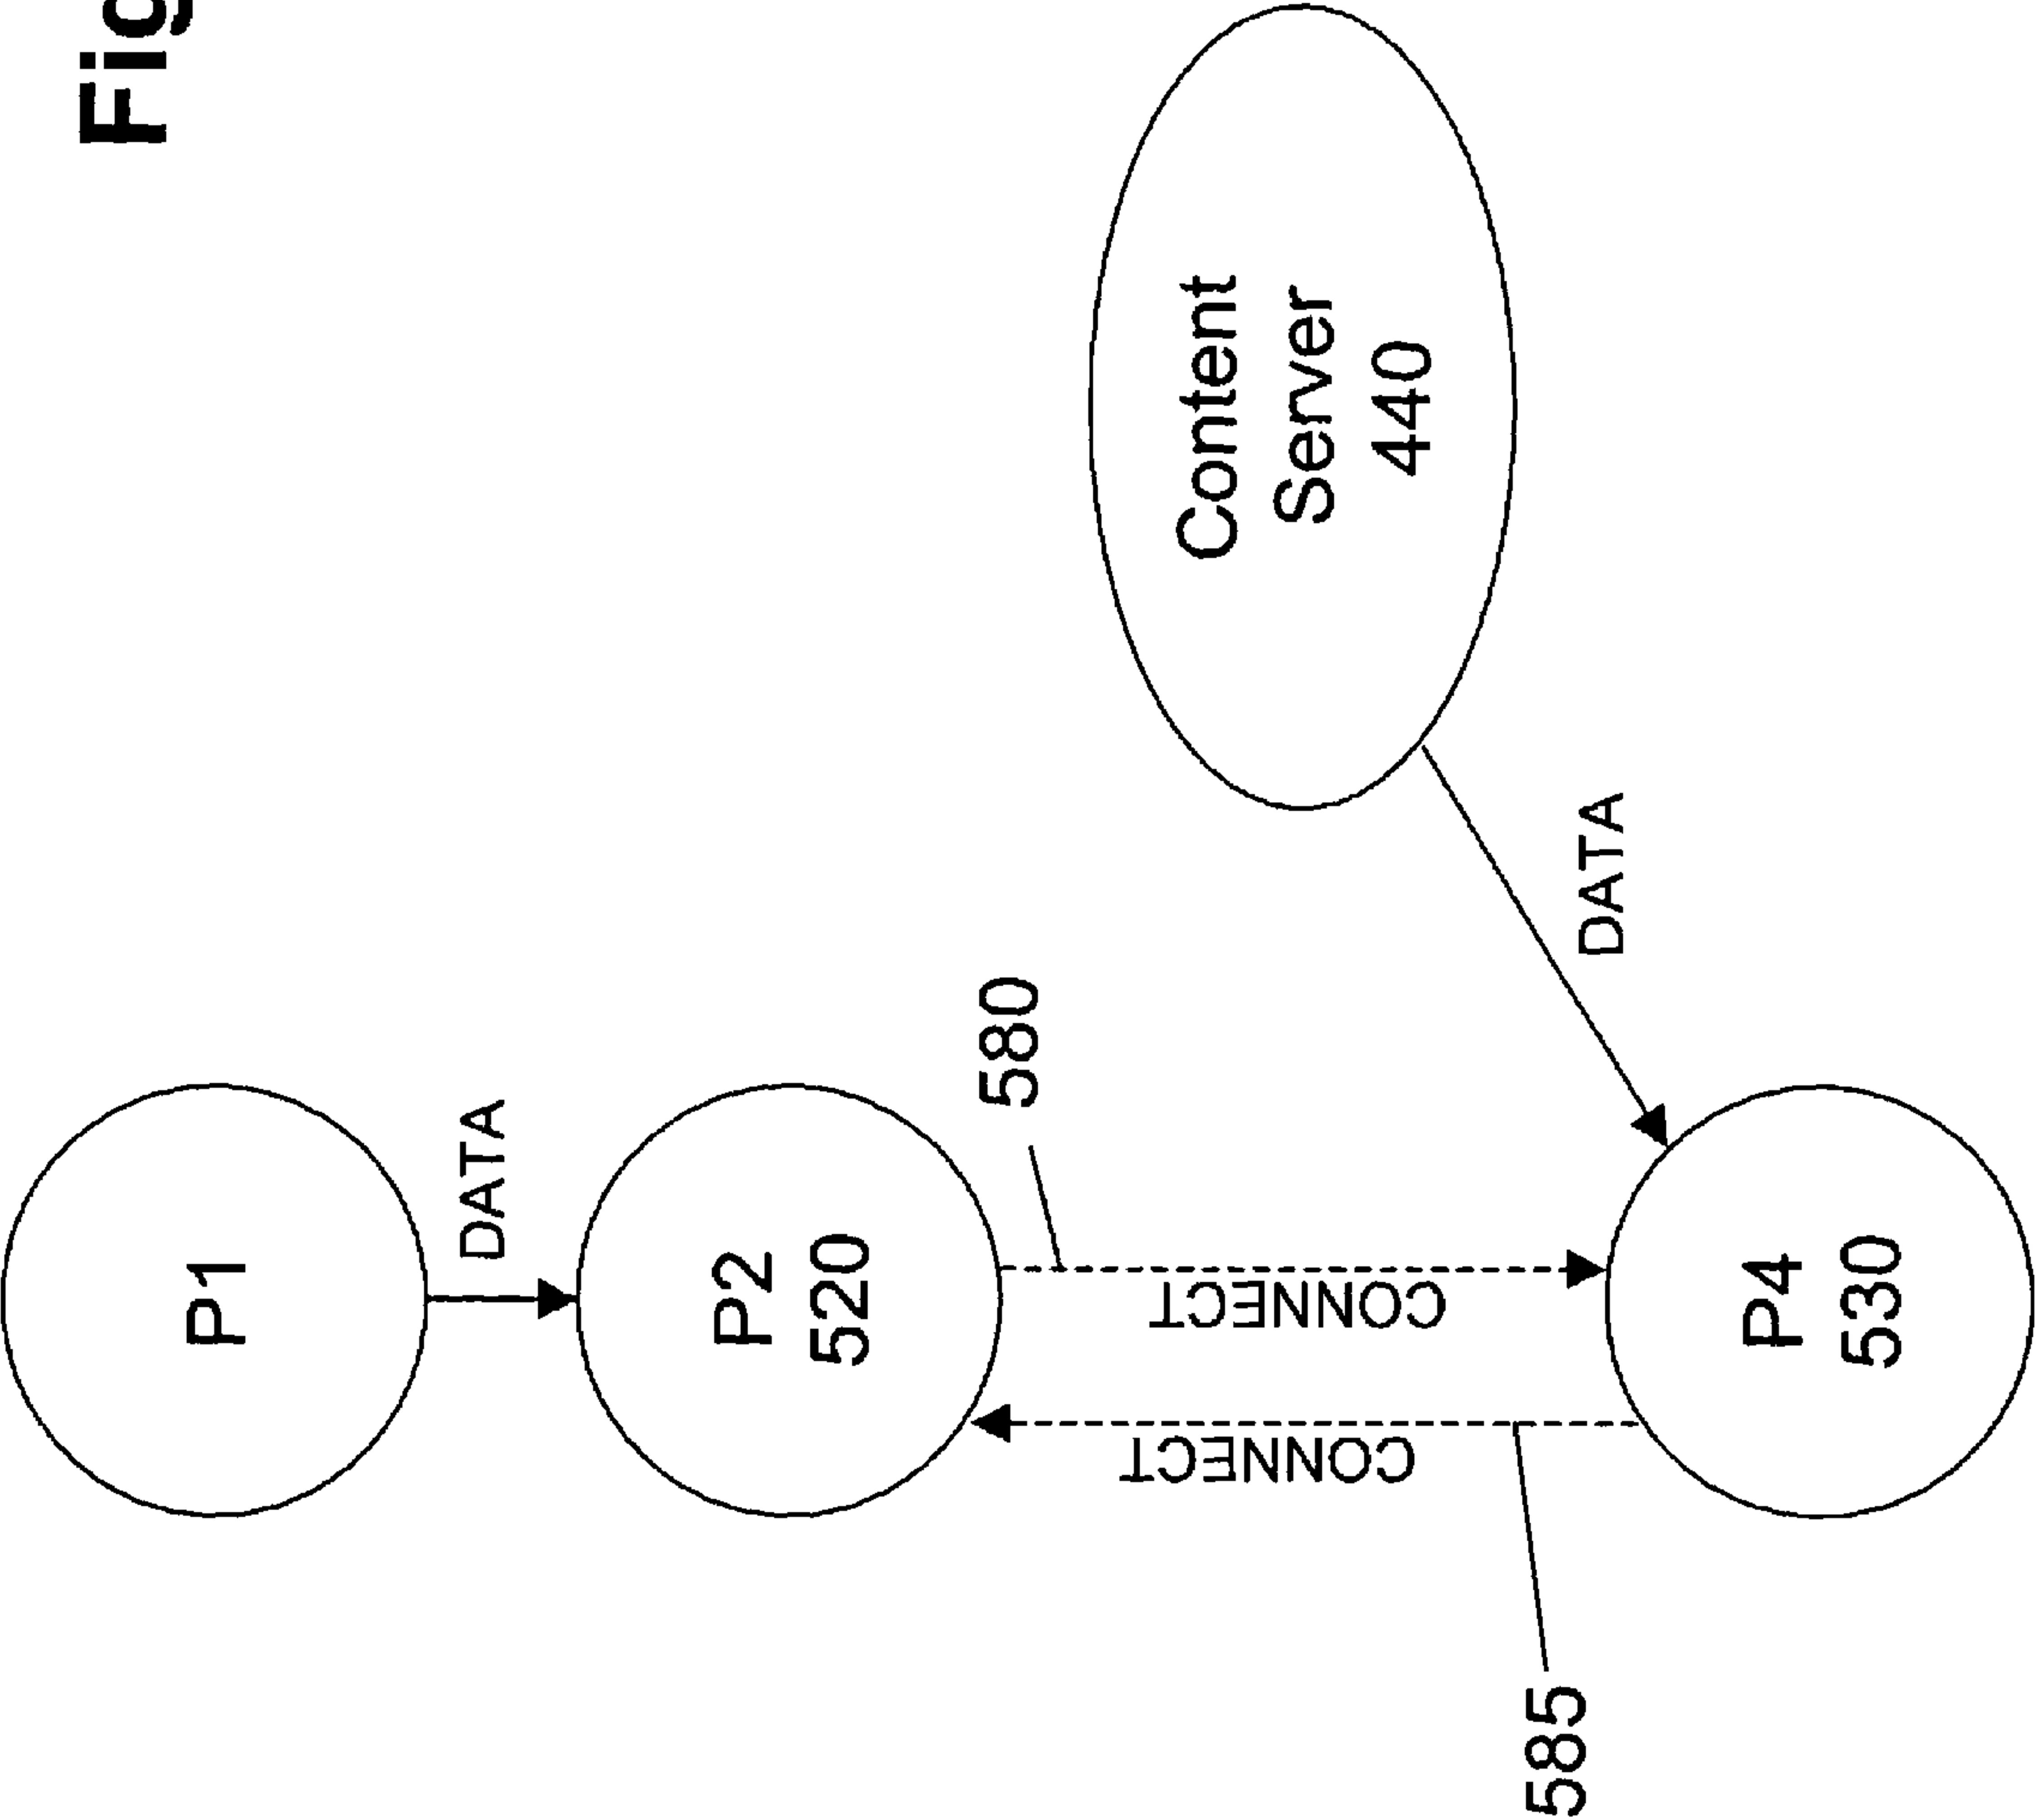 Fig
P1
DATA
P2
520
580
Content
Server
440
CONNECT
CONNECT
585
DATA
P4
530